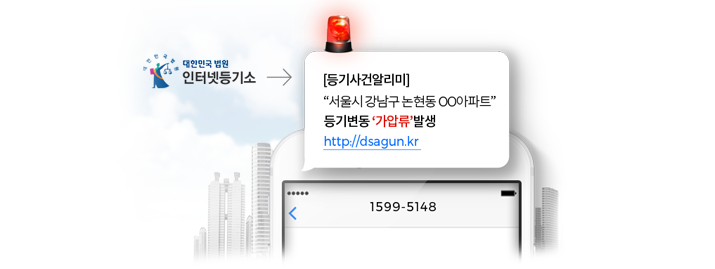 대한민국 법원
인터넷등기소
[등기사건알리미]
“서울시 강남구 논현동 OO아파트”
등기변동 ‘가압류’발생
http://dsagun.kr
1599-5148